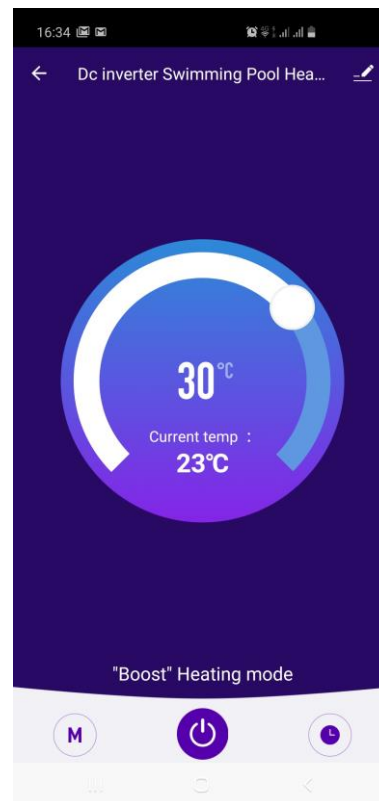 16:34
Dc inverter Swimming Pool Hea...
30°C
Current temp :
23°C
"Boost" Heating mode
M